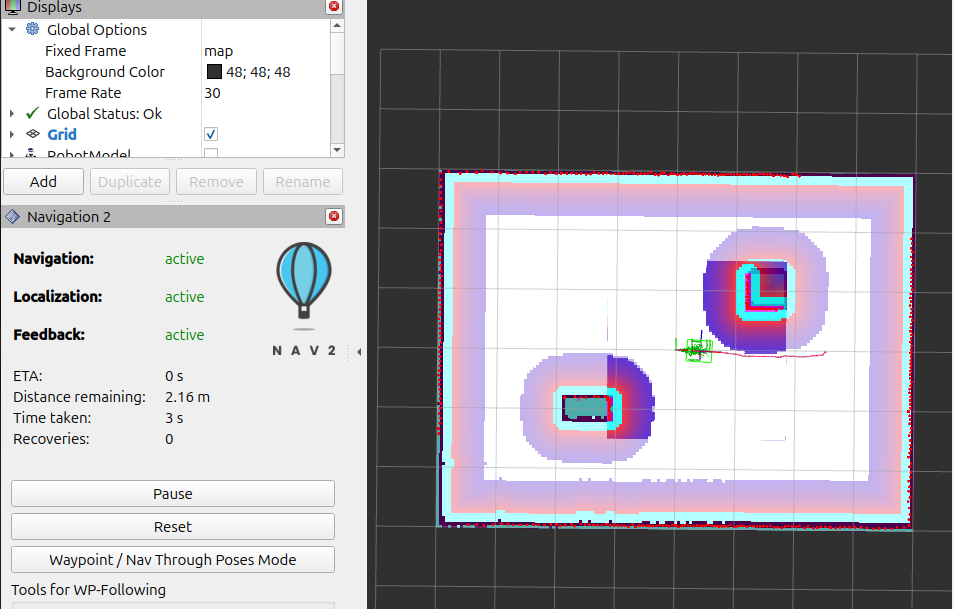 Displays
Global Options
Fixed Frame map
Background Color 48; 48; 48
Frame Rate 30
Global Status: Ok
Grid
RobotModel
Add Duplicate Remove Rename
Navigation 2
Navigation: active
Localization: active
Feedback: active
NAV2
ETA: 0 s
Distance remaining: 2.16 m
Time taken: 3 s
Recoveries: 0
Pause
Reset
Waypoint / Nav Through Poses Mode
Tools for WP-Following